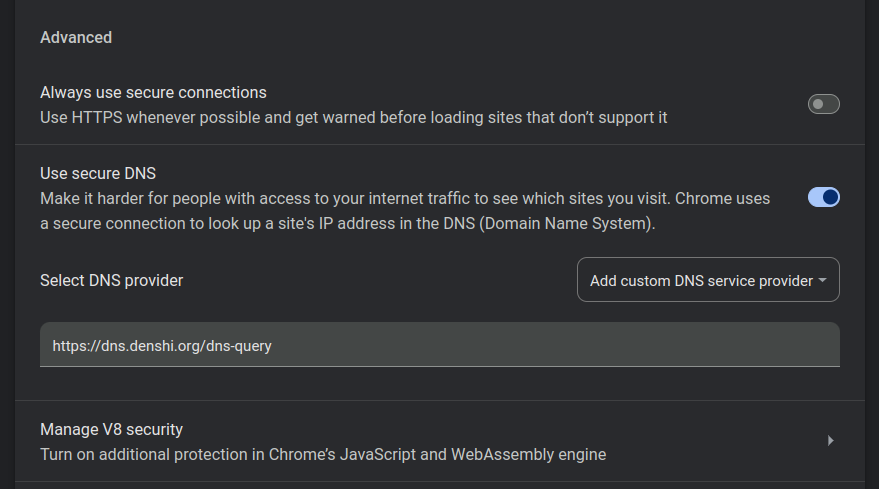 Advanced
Always use secure connections
Use HTTPS whenever possible and get warned before loading sites that don’t support it
Use secure DNS
Make it harder for people with access to your internet traffic to see which sites you visit. Chrome uses
a secure connection to look up a site's IP address in the DNS (Domain Name System).
Select DNS provider
Add custom DNS service provider
https://dns.denshi.org/dns-query
Manage V8 security
Turn on additional protection in Chrome’s JavaScript and WebAssembly engine